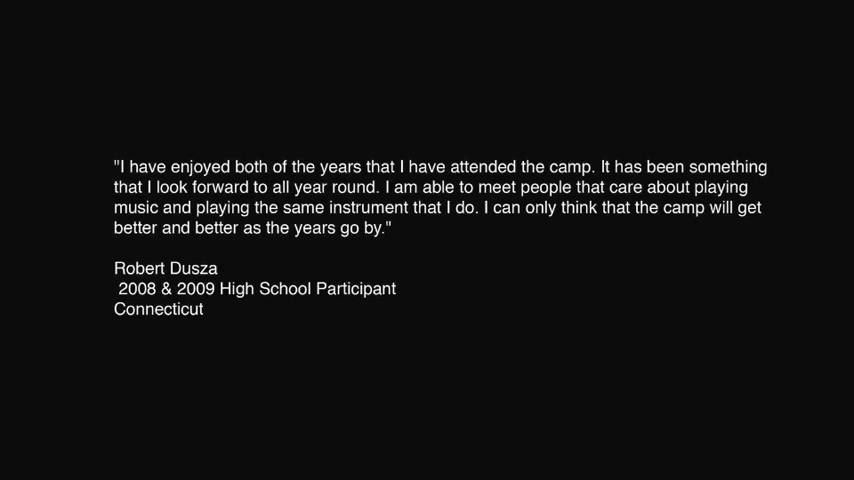 "I have enjoyed both of the years that I have attended the camp. It has been something
that I look forward to all year round. I am able to meet people that care about playing
music and playing the same instrument that I do. I can only think that the camp will get
better and better as the years go by."
Robert Dusza
2008 & 2009 High School Participant
Connecticut